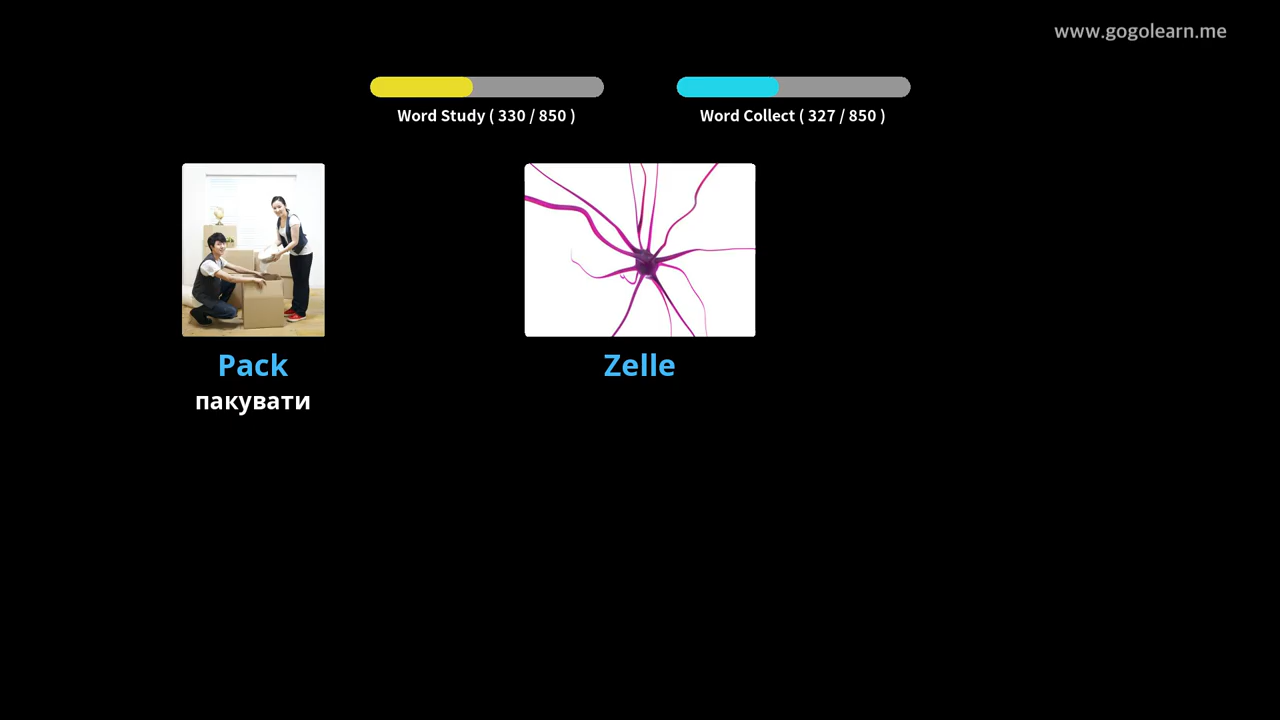 www.gogolearn.me
Word Study ( 330 / 850 )
Word Collect ( 327 / 850 )
Pack
пакувати
Zelle